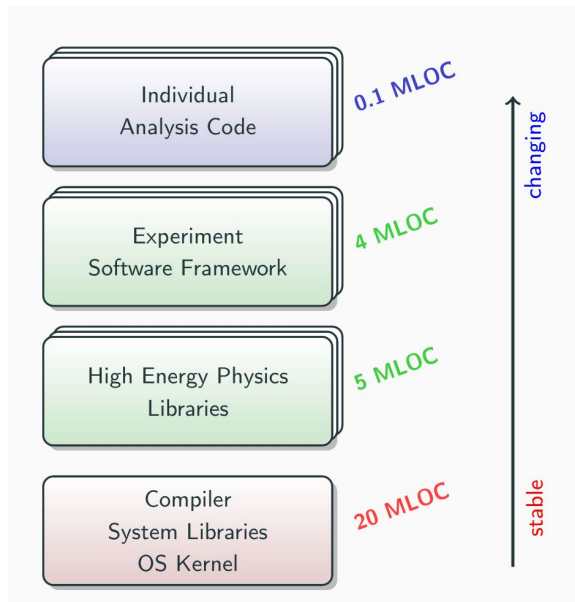 Individual
Analysis Code
0.1 MLOC
changing
Experiment
Software Framework
4 MLOC
High Energy Physics
Libraries
5 MLOC
Compiler
System Libraries
OS Kernel
20 MLOC
stable